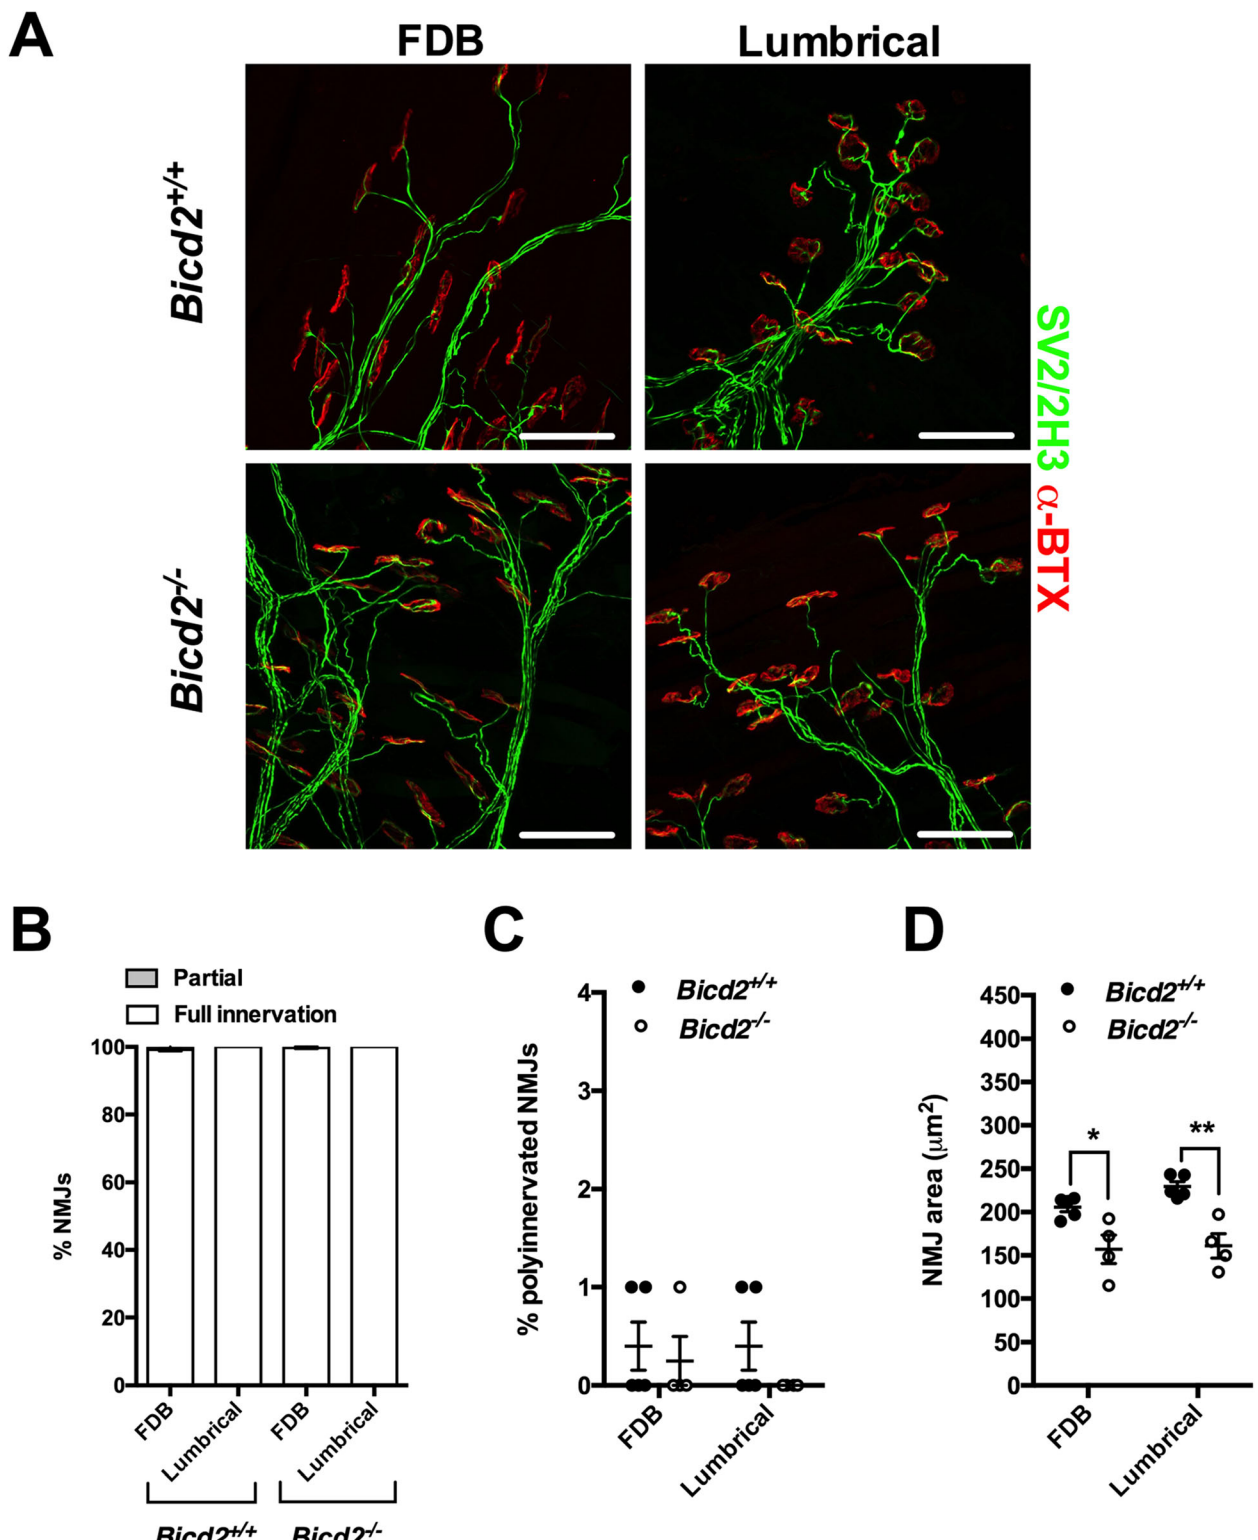 A
FDB
Lumbrical
Bicd2+/+
Bicd2-/-
SV2/2H3 α-BTX
B
Partial
Full innervation
% NMJs
100
80
60
40
20
0
FDB
Lumbrical
FDB
Lumbrical
Bicd2+/+
Bicd2-/-
C
Bicd2+/+
Bicd2-/-
% polyinnervated NMJs
4
3
2
1
0
FDB
Lumbrical
D
Bicd2+/+
Bicd2-/-
NMJ area (μm2)
450
400
350
300
250
200
150
100
50
0
*
**
FDB
Lumbrical